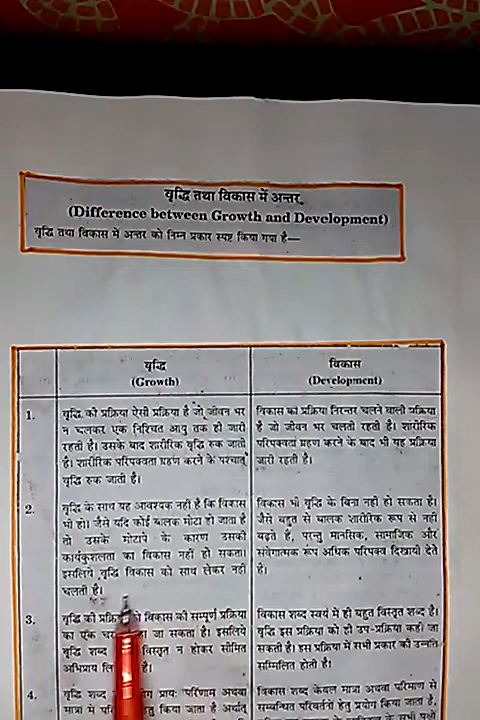 वृद्धि तथा विकास में अन्तर
(Difference between Growth and Development)
वृद्धि तथा विकास में अन्तर को निम्न प्रकार स्पष्ट किया गया है—
वृद्धि
(Growth)
विकास
(Development)
1.
वृद्धि की प्रक्रिया ऐसी प्रक्रिया है जो जीवन भर
न चलकर एक निश्चित आयु तक ही जारी
रहती है। उसके बाद शारीरिक वृद्धि रुक जाती
है। शारीरिक परिपक्वता ग्रहण करने के पश्चात्
वृद्धि रुक जाती है।
विकास की प्रक्रिया निरन्तर चलने वाली प्रक्रिया
है जो जीवन भर चलती रहती है। शारीरिक
परिपक्वता ग्रहण करने के बाद भी यह प्रक्रिया
जारी रहती है।
2.
वृद्धि के साथ यह आवश्यक नहीं है कि विकास
भी हो। जैसे यदि कोई बालक मोटा हो जाता है
तो उसके मोटापे के कारण उसकी
कार्यकुशलता का विकास नहीं हो सकता।
इसलिये वृद्धि विकास को साथ लेकर नहीं
चलती है।
विकास भी वृद्धि के बिना नहीं हो सकता है।
जैसे बहुत से बालक शारीरिक रूप से नहीं
बढ़ते हैं, परन्तु मानसिक, सामाजिक और
संवेगात्मक रूप अधिक परिपक्व दिखायी देते
हैं।
3.
वृद्धि की विकास की सम्पूर्ण प्रक्रिया
का एक जा सकता है। इसलिये
वृद्धि शब्द विस्तृत न होकर सीमित
अभिप्राय है।
विकास शब्द स्वयं में ही बहुत विस्तृत शब्द है।
वृद्धि इस प्रक्रिया की ही उप-प्रक्रिया कही जा
सकती है। इस प्रक्रिया में सभी प्रकार की उन्नति
सम्मिलित होती है।
4.
वृद्धि शब्द प्रायः परिणाम अथवा
मात्रा में हेतु किया जाता है अर्थात्
विकास शब्द केवल मात्रा अथवा परिमाण से
सम्बन्धित परिवर्तनों हेतु प्रयोग किया जाता है,